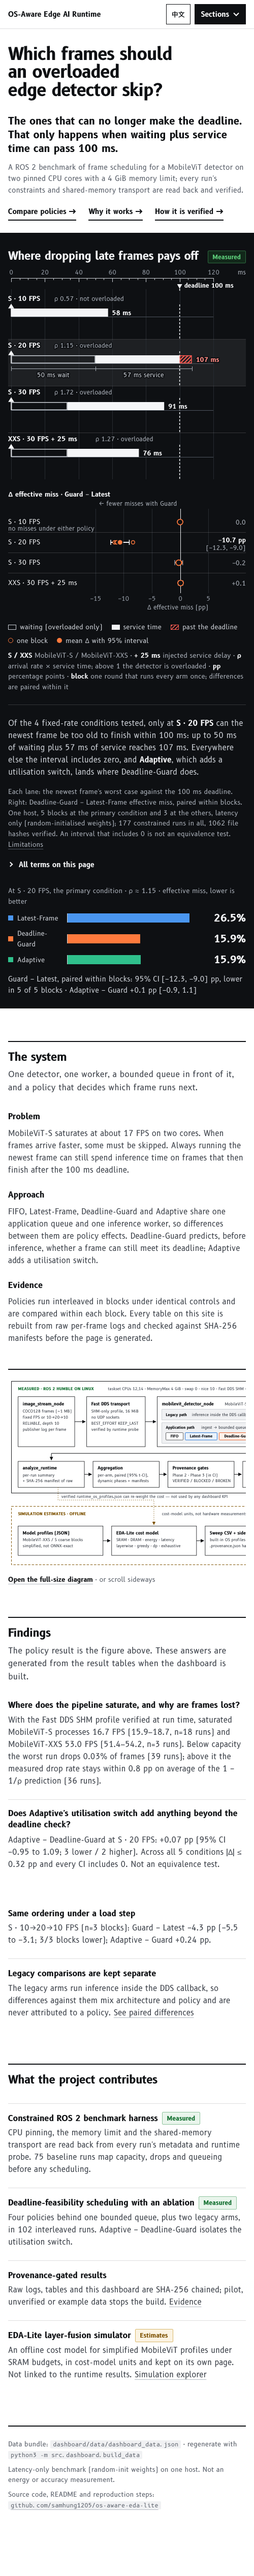 OS-Aware Edge AI Runtime
中文
Sections
Which frames should
an overloaded
edge detector skip?
The ones that can no longer make the deadline.
That only happens when waiting plus service
time can pass 100 ms.
A ROS 2 benchmark of frame scheduling for a MobileViT detector on
two pinned CPU cores with a 4 GiB memory limit; every run's
constraints and shared-memory transport are read back and verified.
Compare policies →
Why it works →
How it is verified →
Where dropping late frames pays off
Measured
0 20 40 60 80 100 120 ms
deadline 100 ms
S · 10 FPS ρ 0.57 · not overloaded
58 ms
S · 20 FPS ρ 1.15 · overloaded
107 ms
50 ms wait 57 ms service
S · 30 FPS ρ 1.72 · overloaded
91 ms
XXS · 30 FPS + 25 ms ρ 1.27 · overloaded
76 ms
Δ effective miss · Guard − Latest
← fewer misses with Guard
S · 10 FPS 0.0
no misses under either policy
S · 20 FPS −10.7 pp
[−12.3, −9.0]
S · 30 FPS −0.2
XXS · 30 FPS + 25 ms +0.1
−15 −10 −5 0 5
Δ effective miss (pp)
waiting (overloaded only) service time past the deadline
one block mean Δ with 95% interval
S / XXS MobileViT-S / MobileViT-XXS · + 25 ms injected service delay · ρ
arrival rate × service time; above 1 the detector is overloaded · pp
percentage points · block one round that runs every arm once; differences
are paired within it
Of the 4 fixed-rate conditions tested, only at S · 20 FPS can the
newest frame be too old to finish within 100 ms: up to 50 ms
of waiting plus 57 ms of service reaches 107 ms. Everywhere
else the interval includes zero, and Adaptive, which adds a
utilisation switch, lands where Deadline-Guard does.
Each lane: the newest frame's worst case against the 100 ms deadline.
Right: Deadline-Guard − Latest-Frame effective miss, paired within blocks.
One host, 5 blocks at the primary condition and 3 at the others, latency
only (random-initialised weights); 177 constrained runs in all, 1062 file
hashes verified. An interval that includes 0 is not an equivalence test.
Limitations
All terms on this page
At S · 20 FPS, the primary condition · ρ = 1.15 · effective miss, lower is
better
Latest-Frame 26.5%
Deadline-
Guard 15.9%
Adaptive 15.9%
Guard − Latest, paired within blocks: 95% CI [−12.3, −9.0] pp, lower
in 5 of 5 blocks · Adaptive − Guard +0.1 pp [−0.9, 1.1]
The system
One detector, one worker, a bounded queue in front of it,
and a policy that decides which frame runs next.
Problem
MobileViT-S saturates at about 17 FPS on two cores. When
frames arrive faster, some must be skipped. Always running the
newest frame can still spend inference time on frames that then
finish after the 100 ms deadline.
Approach
FIFO, Latest-Frame, Deadline-Guard and Adaptive share one
application queue and one inference worker, so differences
between them are policy effects. Deadline-Guard predicts, before
inference, whether a frame can still meet its deadline; Adaptive
adds a utilisation switch.
Evidence
Policies run interleaved in blocks under identical controls and
are compared within each block. Every table on this site is
rebuilt from raw per-frame logs and checked against SHA-256
manifests before the page is generated.
MEASURED · ROS 2 HUMBLE ON LINUX
image_stream_node
Fast DDS transport
mobilevit_detector_node
Legacy path
Application path
FIFO
Latest-Frame
analyze_runtime
Aggregation
Provenance gates
SIMULATION ESTIMATES · OFFLINE
Model profiles (JSON)
EDA-Lite cost model
Open the full-size diagram · or scroll sideways
Findings
The policy result is the figure above. These answers are
generated from the result tables when the dashboard is
built.
Where does the pipeline saturate, and why are frames lost?
With the Fast DDS SHM profile verified at run time, saturated
MobileViT-S processes 16.7 FPS [15.9–18.7, n=18 runs] and
MobileViT-XXS 53.0 FPS [51.4–54.2, n=3 runs]. Below capacity
the worst run drops 0.03% of frames (39 runs); above it the
measured drop rate stays within 0.8 pp on average of the 1 −
1/ρ prediction (36 runs).
Does Adaptive's utilisation switch add anything beyond the
deadline check?
Adaptive − Deadline-Guard at S · 20 FPS: +0.07 pp [95% CI
−0.95 to 1.09; 3 lower / 2 higher]. Across all 5 conditions |Δ| ≤
0.32 pp and every CI includes 0. Not an equivalence test.
Same ordering under a load step
S · 10→20→10 FPS (n=3 blocks): Guard − Latest −4.3 pp [−5.5
to −3.1; 3/3 blocks lower]; Adaptive − Guard +0.24 pp.
Legacy comparisons are kept separate
The legacy arms run inference inside the DDS callback, so
differences against them mix architecture and policy and are
never attributed to a policy. See paired differences
What the project contributes
Constrained ROS 2 benchmark harness Measured
CPU pinning, the memory limit and the shared-memory
transport are read back from every run's metadata and runtime
probe. 75 baseline runs map capacity, drops and queueing
before any scheduling.
Deadline-feasibility scheduling with an ablation Measured
Four policies behind one bounded queue, plus two legacy arms,
in 102 interleaved runs. Adaptive − Deadline-Guard isolates the
utilisation switch.
Provenance-gated results
Raw logs, tables and this dashboard are SHA-256 chained; pilot,
unverified or example data stops the build. Evidence
EDA-Lite layer-fusion simulator Estimates
An offline cost model for simplified MobileViT profiles under
SRAM budgets, in cost-model units and kept on its own page.
Not linked to the runtime results. Simulation explorer
Data bundle: dashboard/data/dashboard_data.json · regenerate with
python3 -m src.dashboard.build_data
Latency-only benchmark (random-init weights) on one host. Not an
energy or accuracy measurement.
Source code, README and reproduction steps:
github.com/samhung1205/os-aware-eda-lite